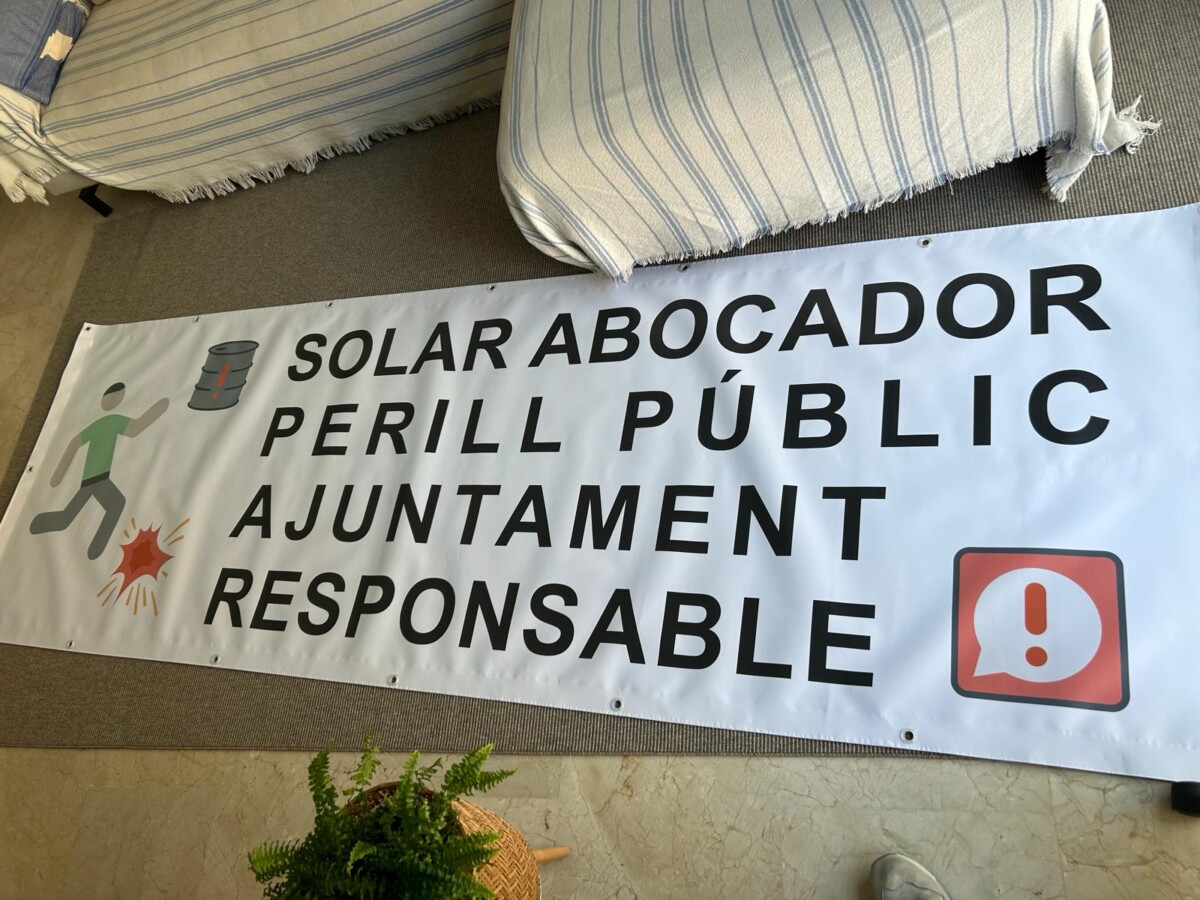 SOLAR ABOCADOR
PERILL PÚBLIC
AJUNTAMENT
RESPONSABLE